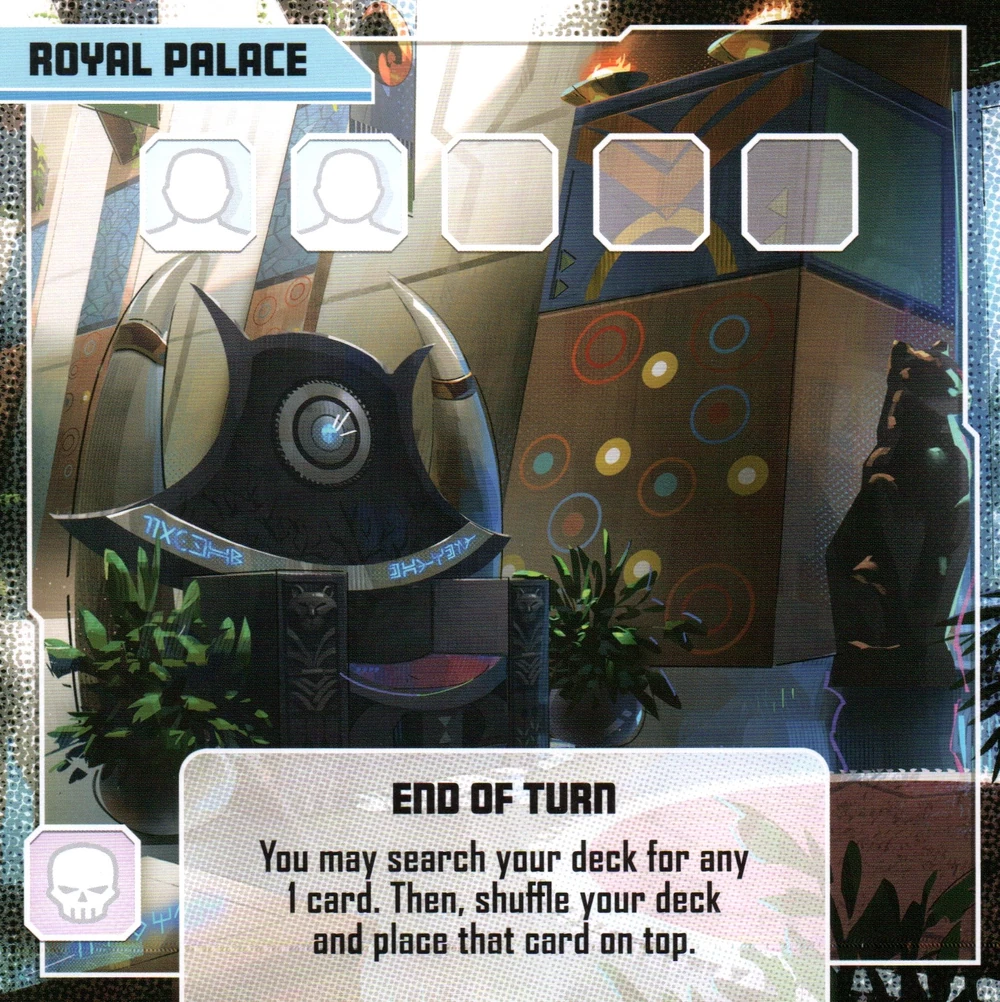 ROYAL PALACE
END OF TURN
You may search your deck for any
1 card. Then, shuffle your deck
and place that card on top.